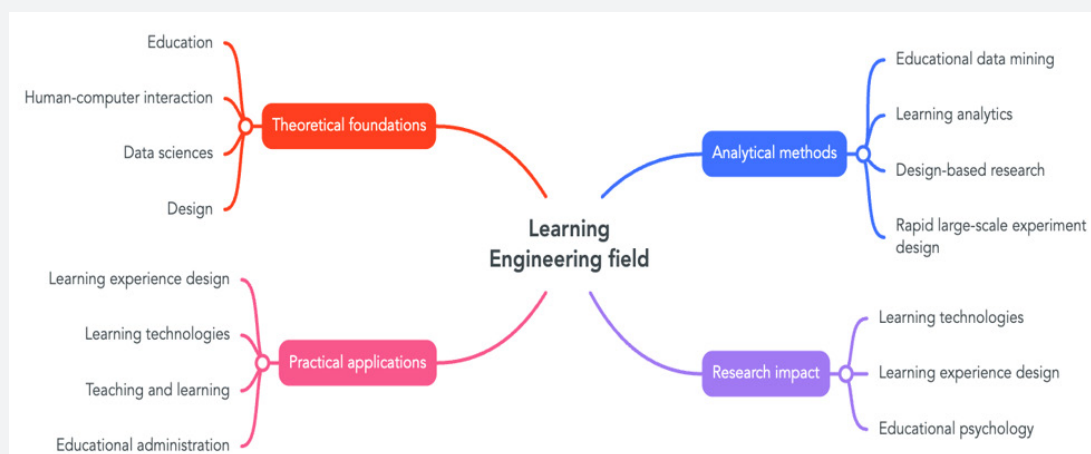 Learning
Engineering field
Theoretical foundations
Education
Human-computer interaction
Data sciences
Design
Analytical methods
Educational data mining
Learning analytics
Design-based research
Rapid large-scale experiment
design
Practical applications
Learning experience design
Learning technologies
Teaching and learning
Educational administration
Research impact
Learning technologies
Learning experience design
Educational psychology